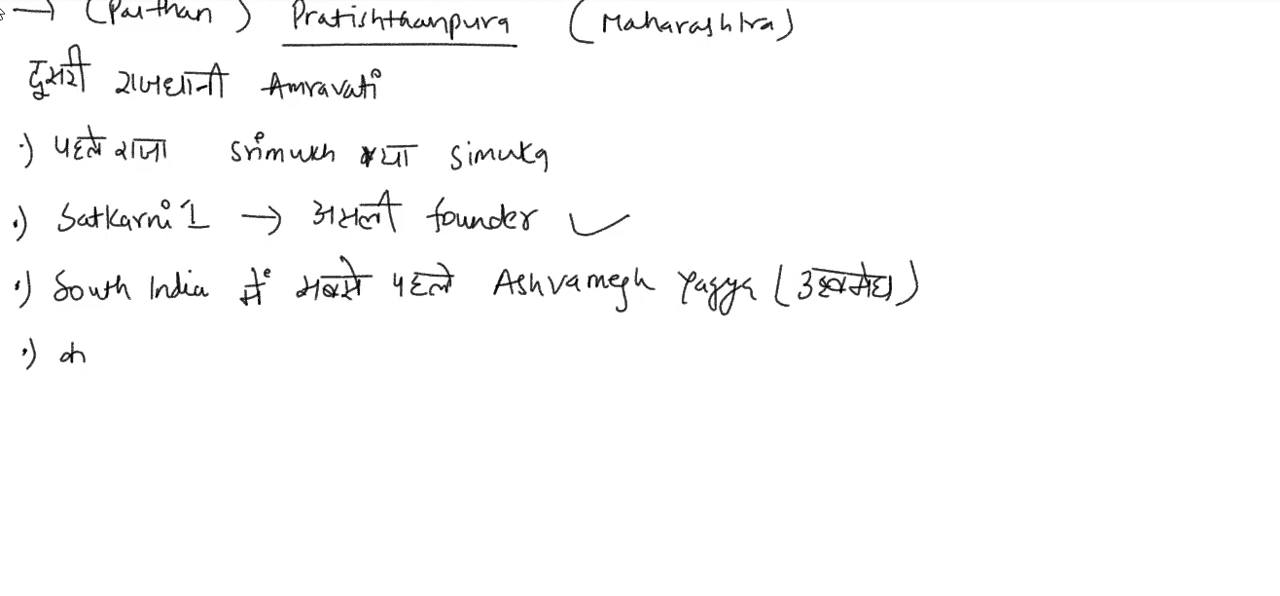 → (Paithan) Pratishthanpura (Maharashtra)
दुसरी राजधानी Amravati
•) पहले राजा Srimukh या Simuka
•) Satkarni 1 → असली founder ✓
•) South India में सबसे पहले Ashvamegh Yagya (अश्वमेध)
•)